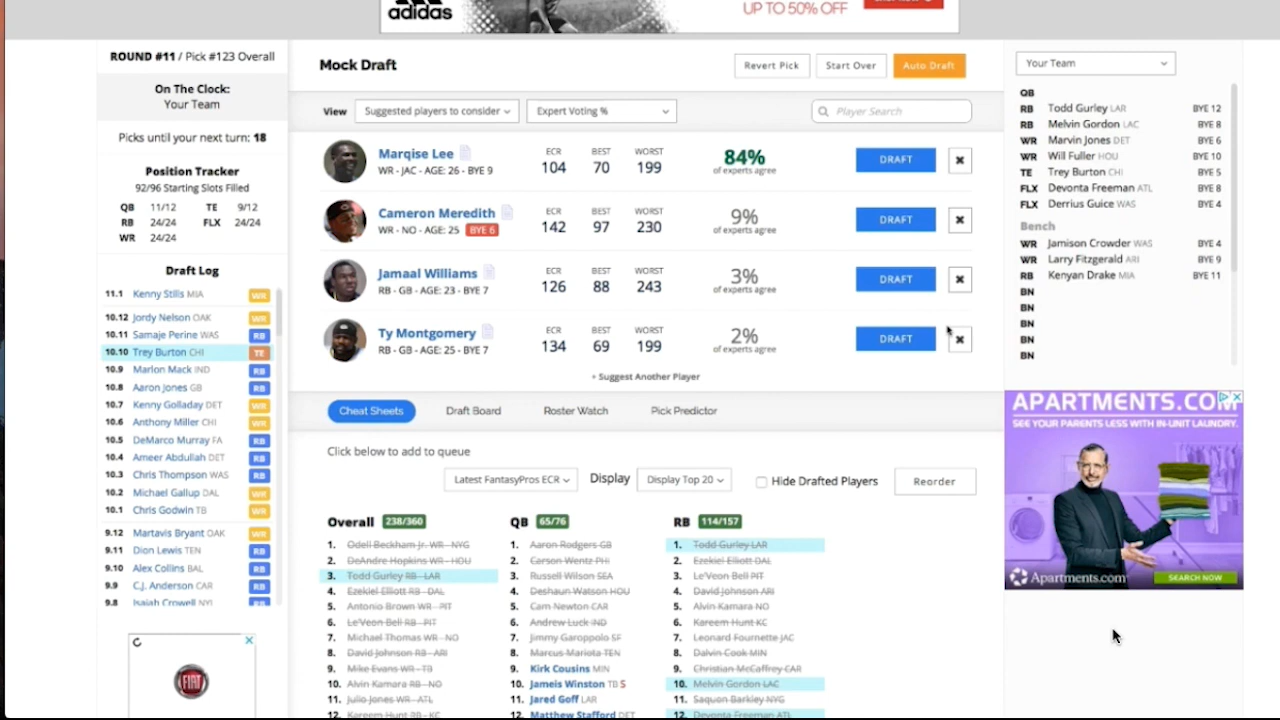 adidas
UP TO 50% OFF
ROUND #11 / Pick #123 Overall
On The Clock:
Your Team
Picks until your next turn: 18
Position Tracker
92/96 Starting Slots Filled
QB 11/12 TE 9/12
RB 24/24 FLX 24/24
WR 24/24
Draft Log
11.1 Kenny Stills MIA WR
10.12 Jordy Nelson OAK WR
10.11 Samaje Perine WAS RB
10.10 Trey Burton CHI TE
10.9 Marlon Mack IND RB
10.8 Aaron Jones GB RB
10.7 Kenny Golladay DET WR
10.6 Anthony Miller CHI WR
10.5 DeMarco Murray FA RB
10.4 Ameer Abdullah DET RB
10.3 Chris Thompson WAS RB
10.2 Michael Gallup DAL WR
10.1 Chris Godwin TB WR
9.12 Martavis Bryant OAK WR
9.11 Dion Lewis TEN RB
9.10 Alex Collins BAL RB
9.9 C.J. Anderson CAR RB
9.8 Isaiah Crowell NYJ RB
FIAT
Mock Draft
Revert Pick Start Over Auto Draft
View Suggested players to consider Expert Voting % Player Search
Marqise Lee
WR - JAC - AGE: 26 - BYE 9
ECR BEST WORST
104 70 199
84%
of experts agree
DRAFT
Cameron Meredith
WR - NO - AGE: 25 BYE 6
ECR BEST WORST
142 97 230
9%
of experts agree
DRAFT
Jamaal Williams
RB - GB - AGE: 23 - BYE 7
ECR BEST WORST
126 88 243
3%
of experts agree
DRAFT
Ty Montgomery
RB - GB - AGE: 25 - BYE 7
ECR BEST WORST
134 69 199
2%
of experts agree
DRAFT
+ Suggest Another Player
Cheat Sheets Draft Board Roster Watch Pick Predictor
Click below to add to queue
Latest FantasyPros ECR Display Display Top 20 Hide Drafted Players Reorder
Overall 238/360
1. Odell Beckham Jr. WR - NYG
2. DeAndre Hopkins WR - HOU
3. Todd Gurley RB - LAR
4. Ezekiel Elliott RB - DAL
5. Antonio Brown WR - PIT
6. Le'Veon Bell RB - PIT
7. Michael Thomas WR - NO
8. David Johnson RB - ARI
9. Mike Evans WR - TB
10. Alvin Kamara RB - NO
11. Julio Jones WR - ATL
12. Kareem Hunt RB - KC
QB 65/76
1. Aaron Rodgers GB
2. Carson Wentz PHI
3. Russell Wilson SEA
4. Deshaun Watson HOU
5. Cam Newton CAR
6. Andrew Luck IND
7. Jimmy Garoppolo SF
8. Marcus Mariota TEN
9. Kirk Cousins MIN
10. Jameis Winston TB S
11. Jared Goff LAR
12. Matthew Stafford DET
RB 114/157
1. Todd Gurley LAR
2. Ezekiel Elliott DAL
3. Le'Veon Bell PIT
4. David Johnson ARI
5. Alvin Kamara NO
6. Kareem Hunt KC
7. Leonard Fournette JAC
8. Dalvin Cook MIN
9. Christian McCaffrey CAR
10. Melvin Gordon LAC
11. Saquon Barkley NYG
12. Devonta Freeman ATL
Your Team
QB
RB Todd Gurley LAR BYE 12
RB Melvin Gordon LAC BYE 8
WR Marvin Jones DET BYE 6
WR Will Fuller HOU BYE 10
TE Trey Burton CHI BYE 5
FLX Devonta Freeman ATL BYE 8
FLX Derrius Guice WAS BYE 4
Bench
WR Jamison Crowder WAS BYE 4
WR Larry Fitzgerald ARI BYE 9
RB Kenyan Drake MIA BYE 11
BN
BN
BN
BN
BN
APARTMENTS.COM
SEE YOUR PARENTS LESS WITH IN-UNIT LAUNDRY.
Apartments.com
SEARCH NOW